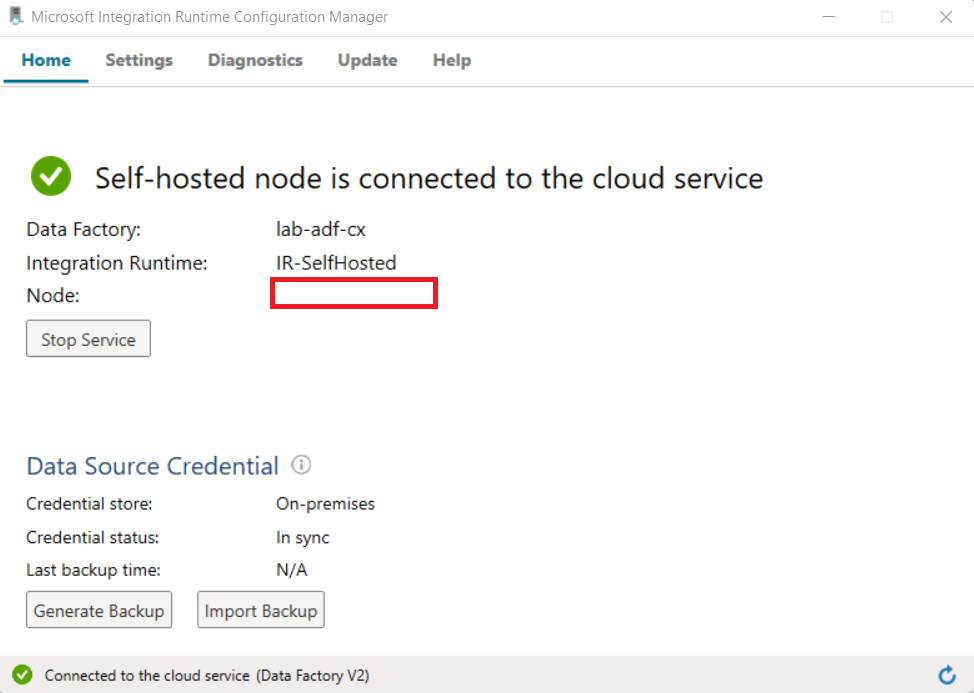 Microsoft Integration Runtime Configuration Manager
Home Settings Diagnostics Update Help
Self-hosted node is connected to the cloud service
Data Factory: lab-adf-cx
Integration Runtime: IR-SelfHosted
Node:
Stop Service
Data Source Credential
Credential store: On-premises
Credential status: In sync
Last backup time: N/A
Generate Backup Import Backup
Connected to the cloud service (Data Factory V2)